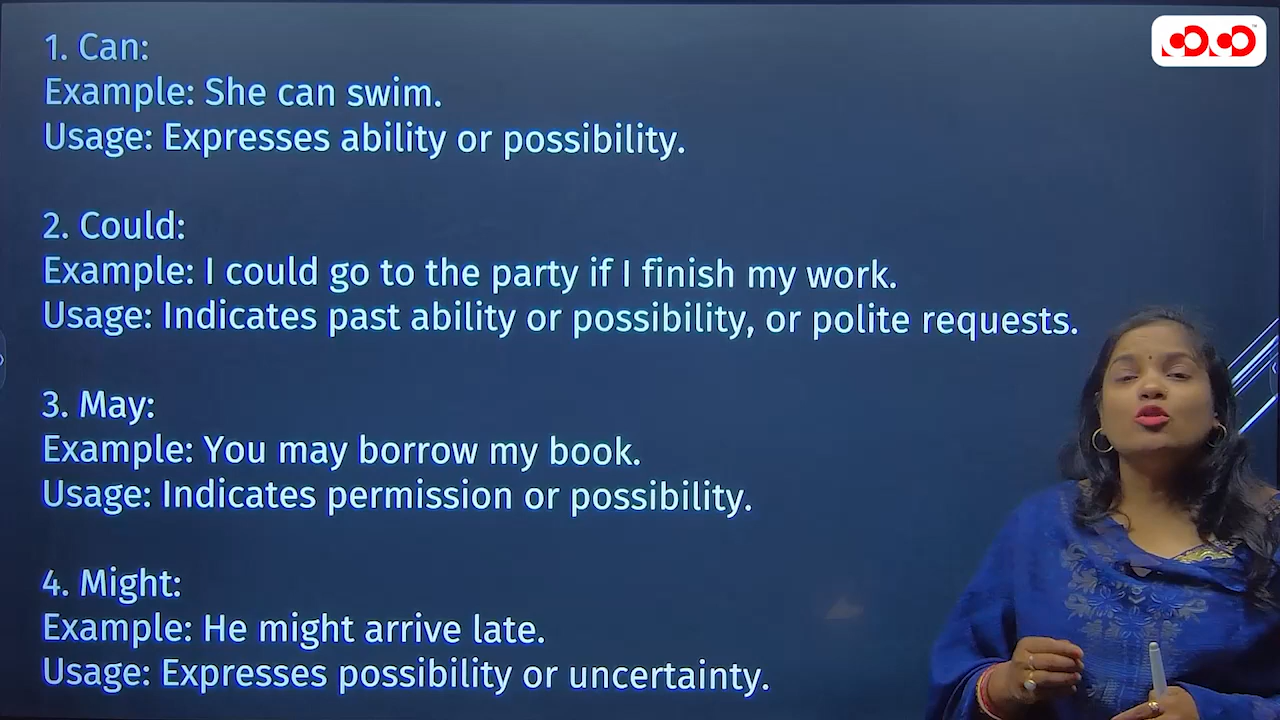 1. Can:
Example: She can swim.
Usage: Expresses ability or possibility.
2. Could:
Example: I could go to the party if I finish my work.
Usage: Indicates past ability or possibility, or polite requests.
3. May:
Example: You may borrow my book.
Usage: Indicates permission or possibility.
4. Might:
Example: He might arrive late.
Usage: Expresses possibility or uncertainty.